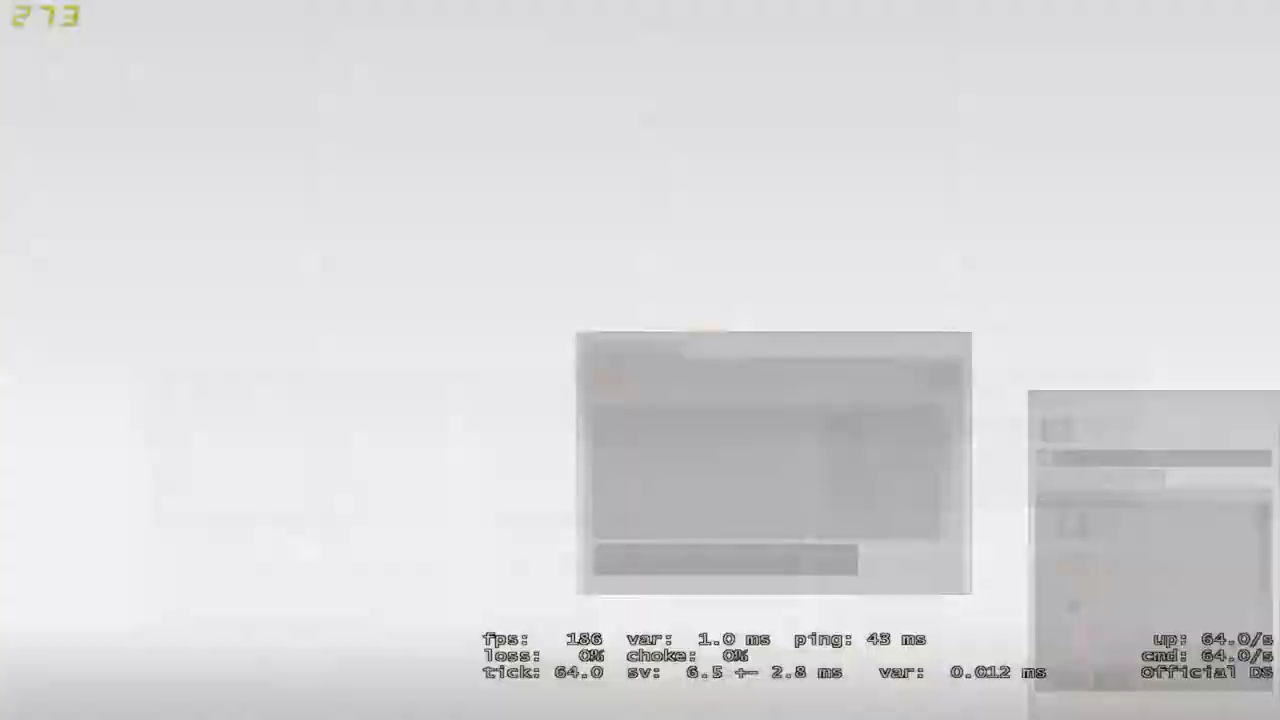 273
fps: 186 var: 1.0 ms ping: 43 ms up: 64.0/s
loss: 0% choke: 0% cmd: 64.0/s
tick: 64.0 sv: 6.5 +- 2.8 ms var: 0.012 ms Official DS